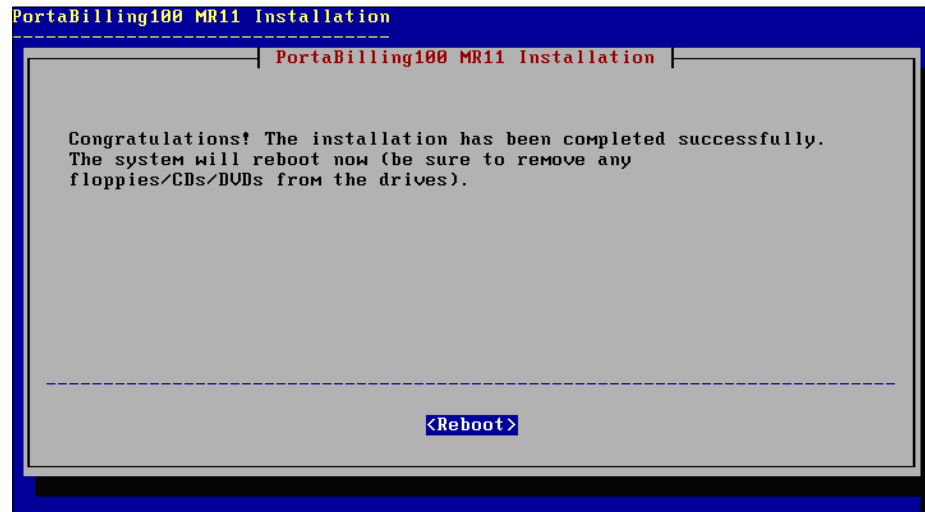 PortaBilling100 MR11 Installation
----------------------------------
PortaBilling100 MR11 Installation
Congratulations! The installation has been completed successfully.
The system will reboot now (be sure to remove any
floppies/CDs/DVDs from the drives).
<Reboot>